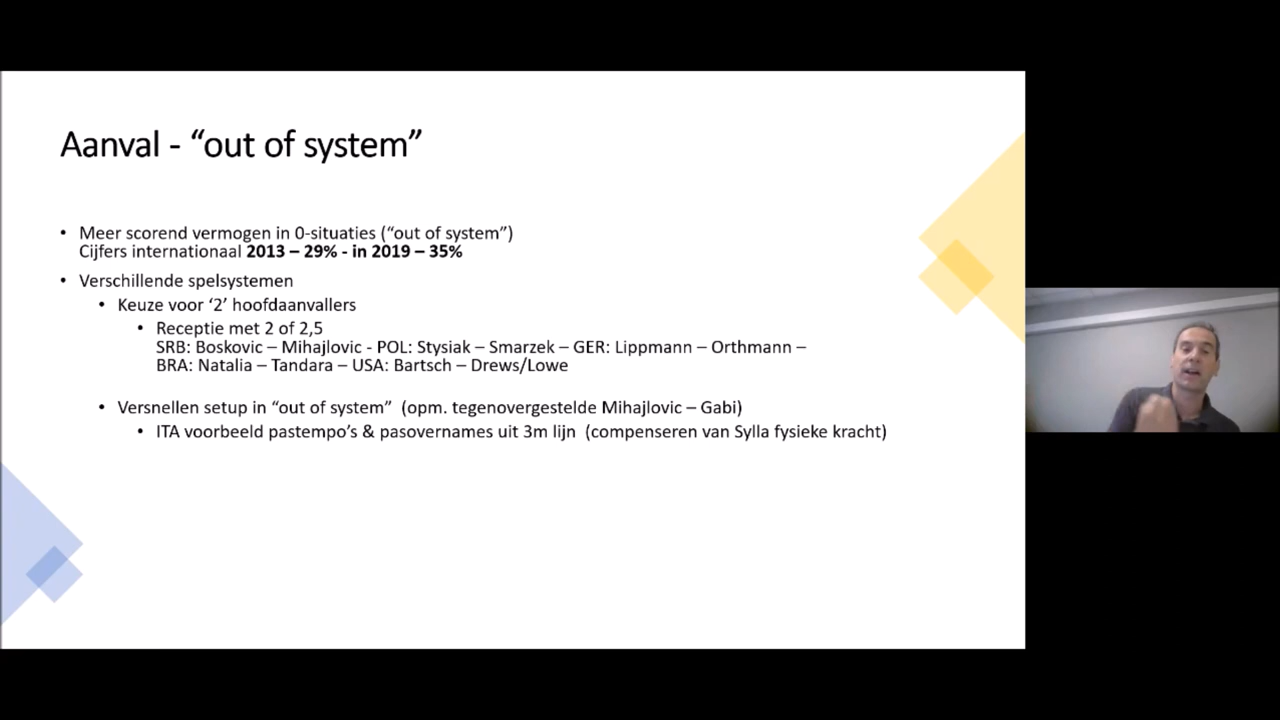 Aanval - “out of system”
• Meer scorend vermogen in 0-situaties (“out of system”)
Cijfers internationaal 2013 – 29% - in 2019 – 35%
• Verschillende spelsystemen
• Keuze voor ‘2’ hoofdaanvallers
• Receptie met 2 of 2,5
SRB: Boskovic – Mihajlovic - POL: Stysiak – Smarzek – GER: Lippmann – Orthmann –
BRA: Natalia – Tandara – USA: Bartsch – Drews/Lowe
• Versnellen setup in “out of system” (opm. tegenovergestelde Mihajlovic – Gabi)
• ITA voorbeeld pastempo’s & pasovernames uit 3m lijn (compenseren van Sylla fysieke kracht)